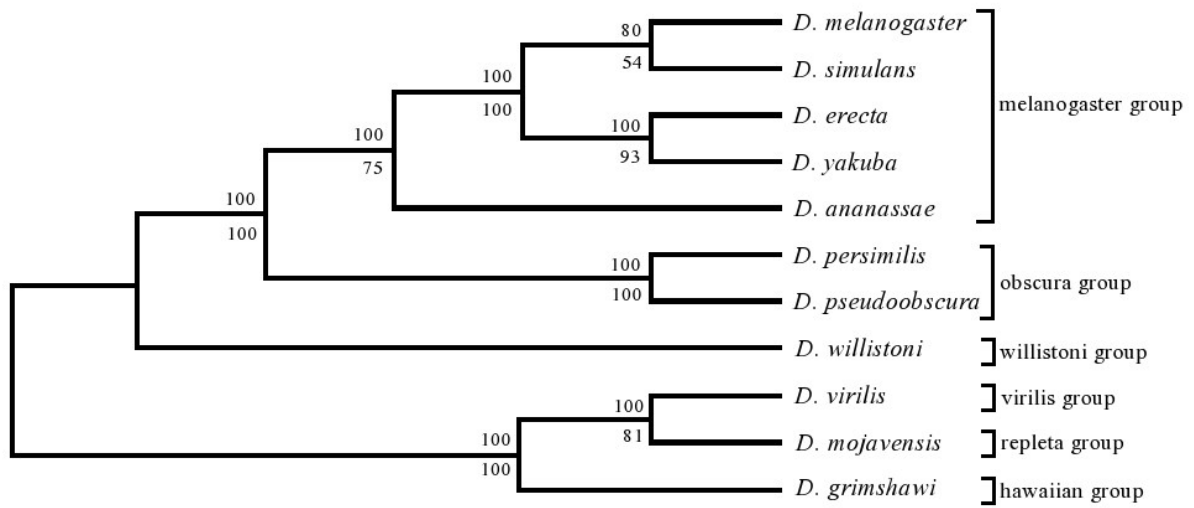 80 D. melanogaster
54 D. simulans
100
100
melanogaster group
100 D. erecta
93 D. yakuba
100
75
D. ananassae
100
100
100 D. persimilis
100 D. pseudoobscura
obscura group
D. willistoni willistoni group
100 D. virilis virilis group
81 D. mojavensis repleta group
100
100
D. grimshawi hawaiian group